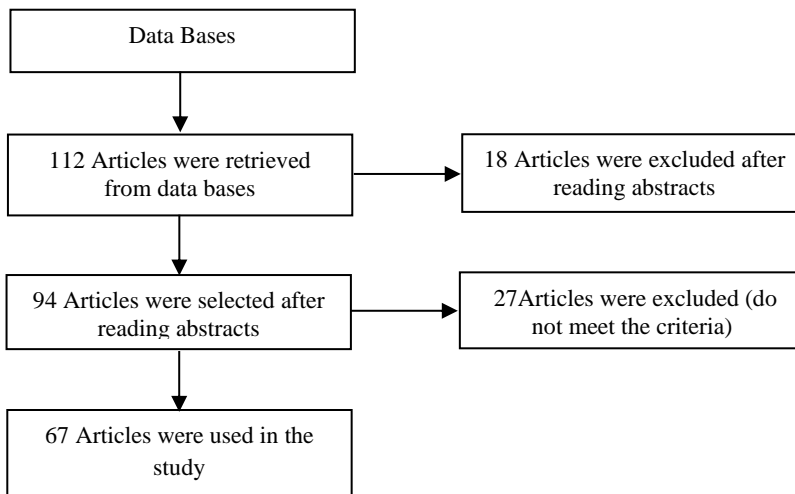 Data Bases
112 Articles were retrieved
from data bases
18 Articles were excluded after
reading abstracts
94 Articles were selected after
reading abstracts
27Articles were excluded (do
not meet the criteria)
67 Articles were used in the
study